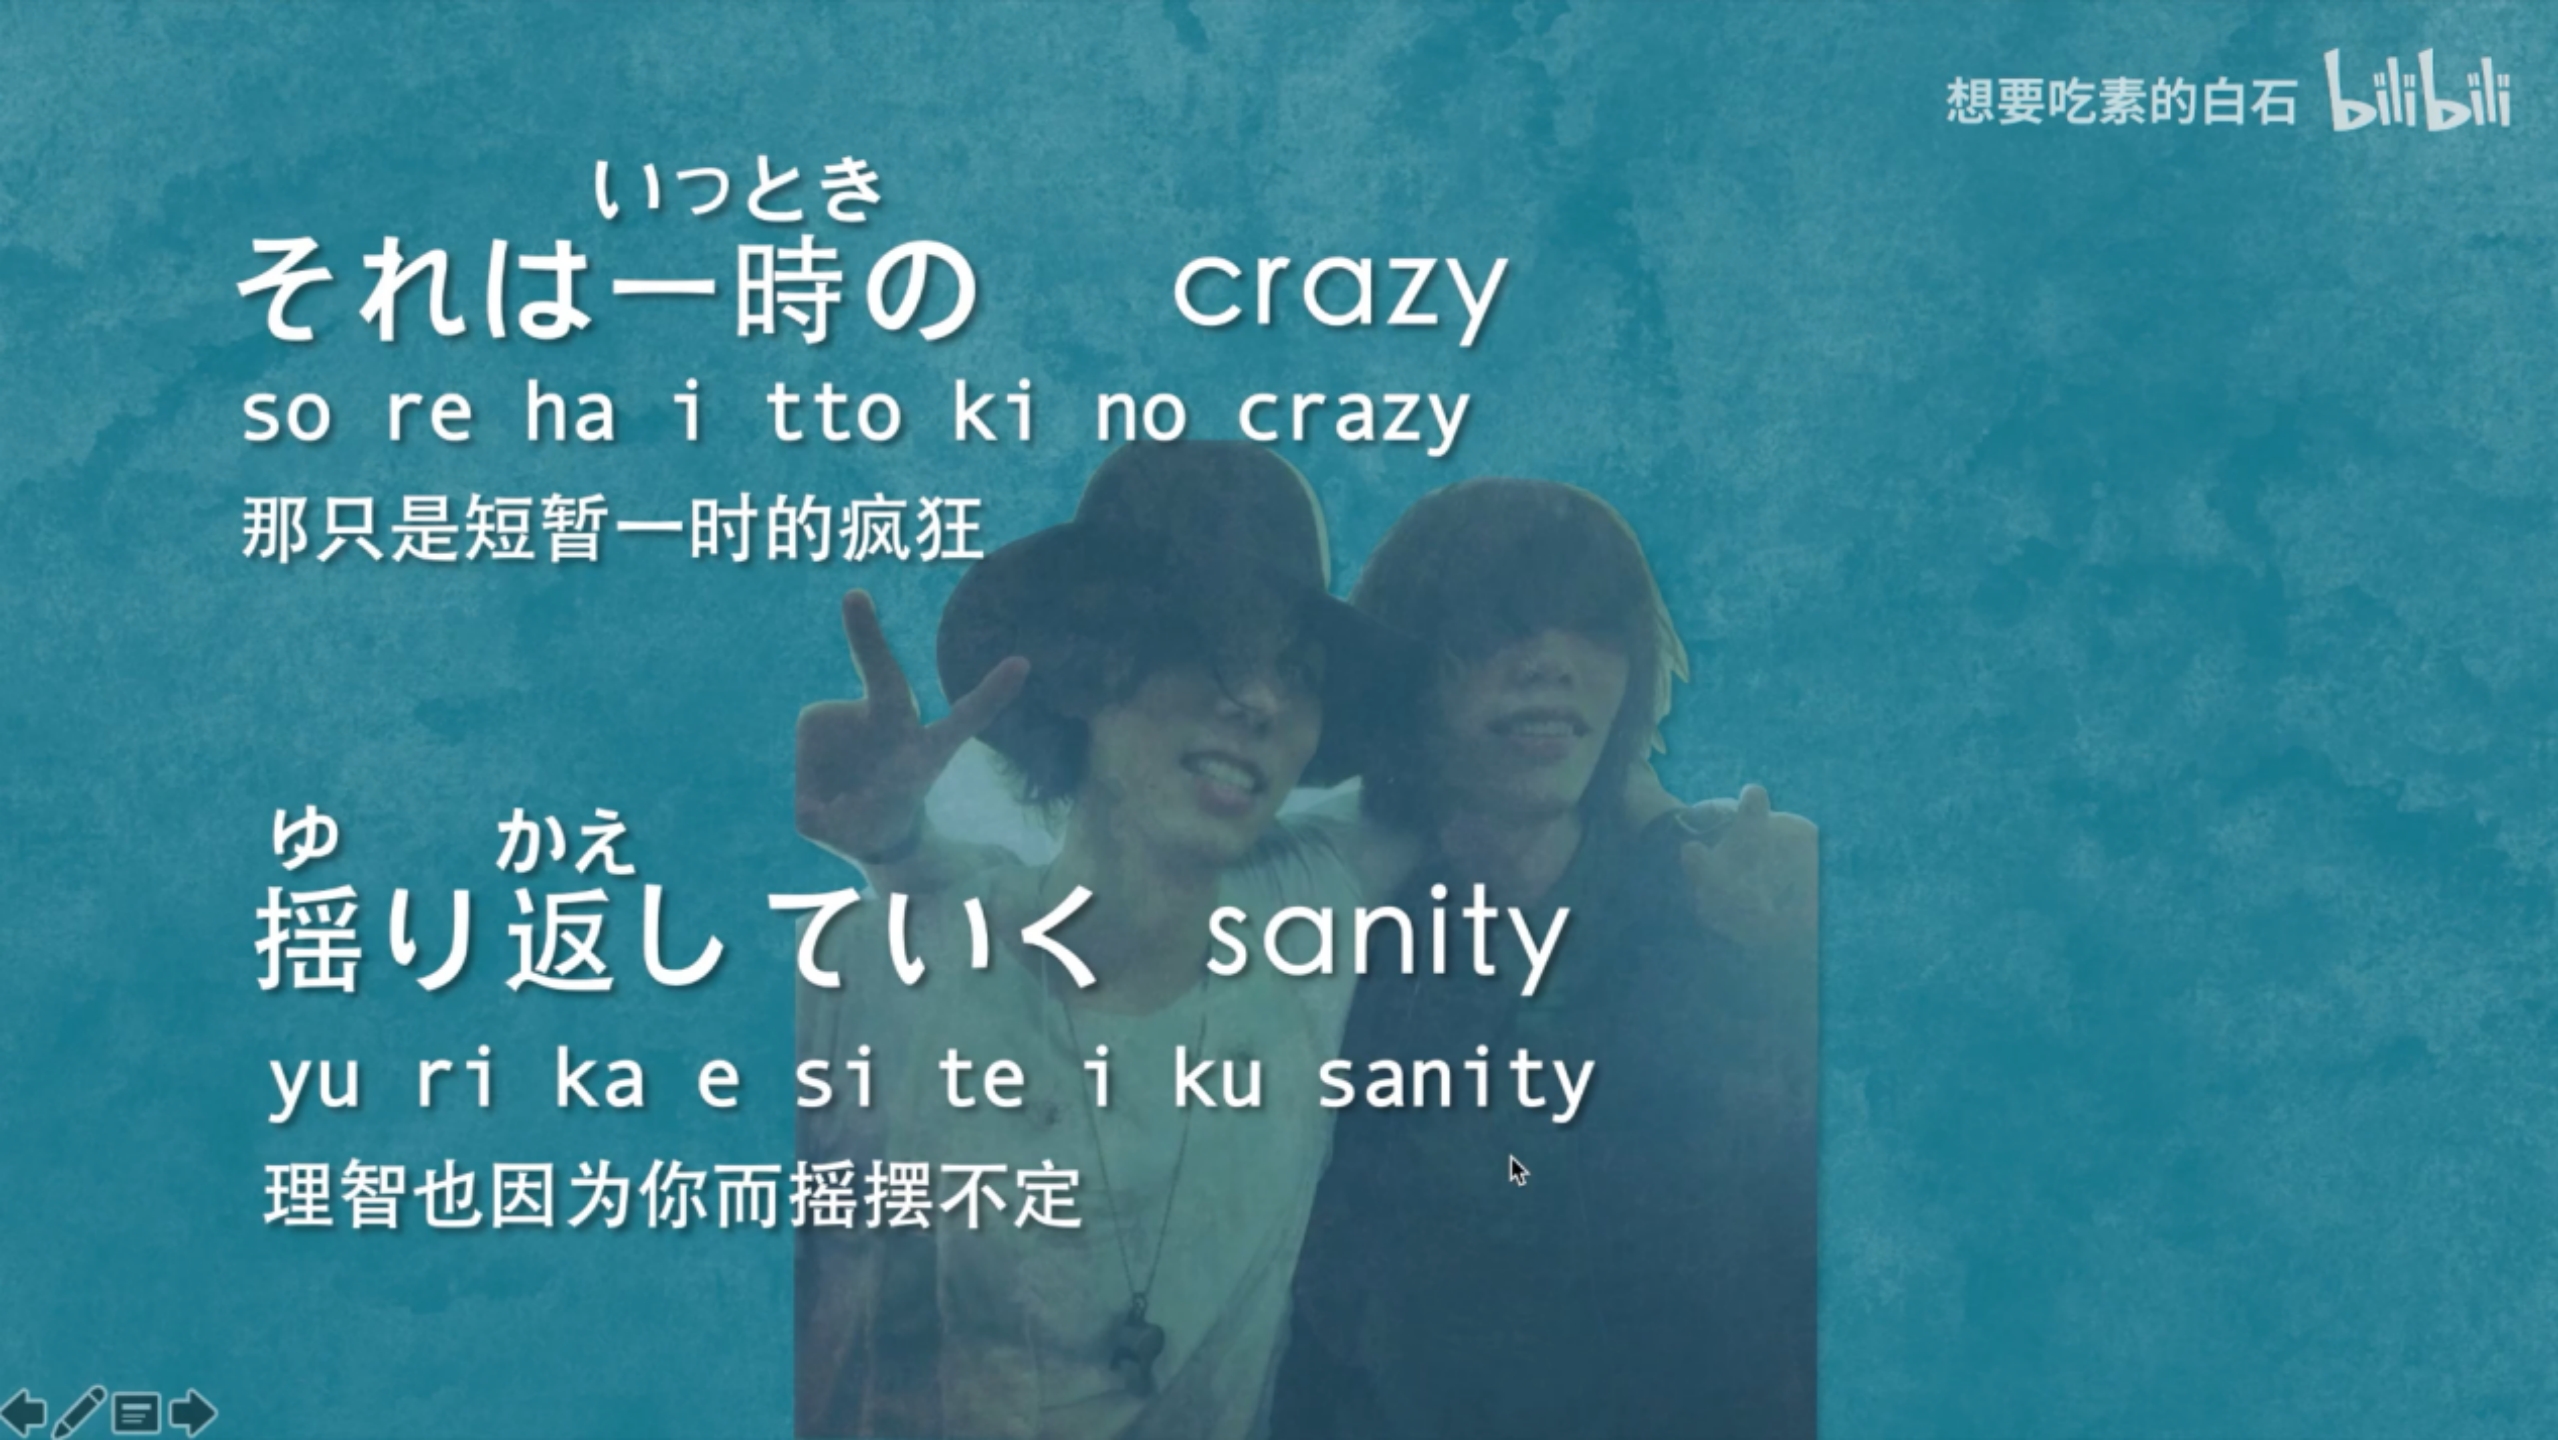 想要吃素的白石 bilibili
いっとき
それは一時の crazy
so re ha i tto ki no crazy
那只是短暂一时的疯狂
ゆ かえ
揺り返していく sanity
yu ri ka e si te i ku sanity
理智也因为你而摇摆不定